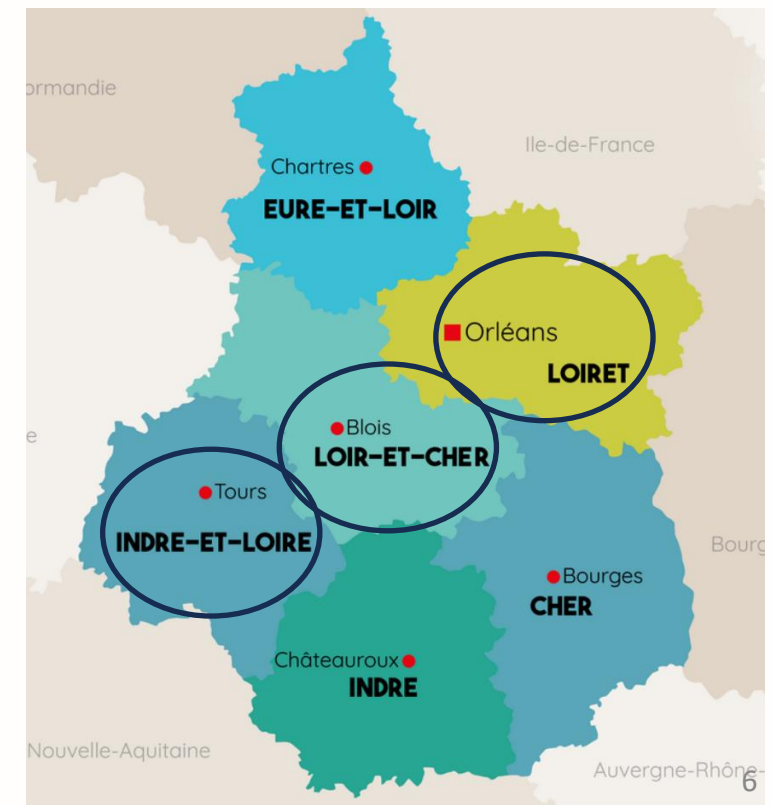 ormandie
Ile-de-France
Chartres
EURE-ET-LOIR
Orléans
LOIRET
Blois
LOIR-ET-CHER
e
Tours
INDRE-ET-LOIRE
Bourg
Bourges
CHER
Châteauroux
INDRE
Nouvelle-Aquitaine
Auvergne-Rhône-
6